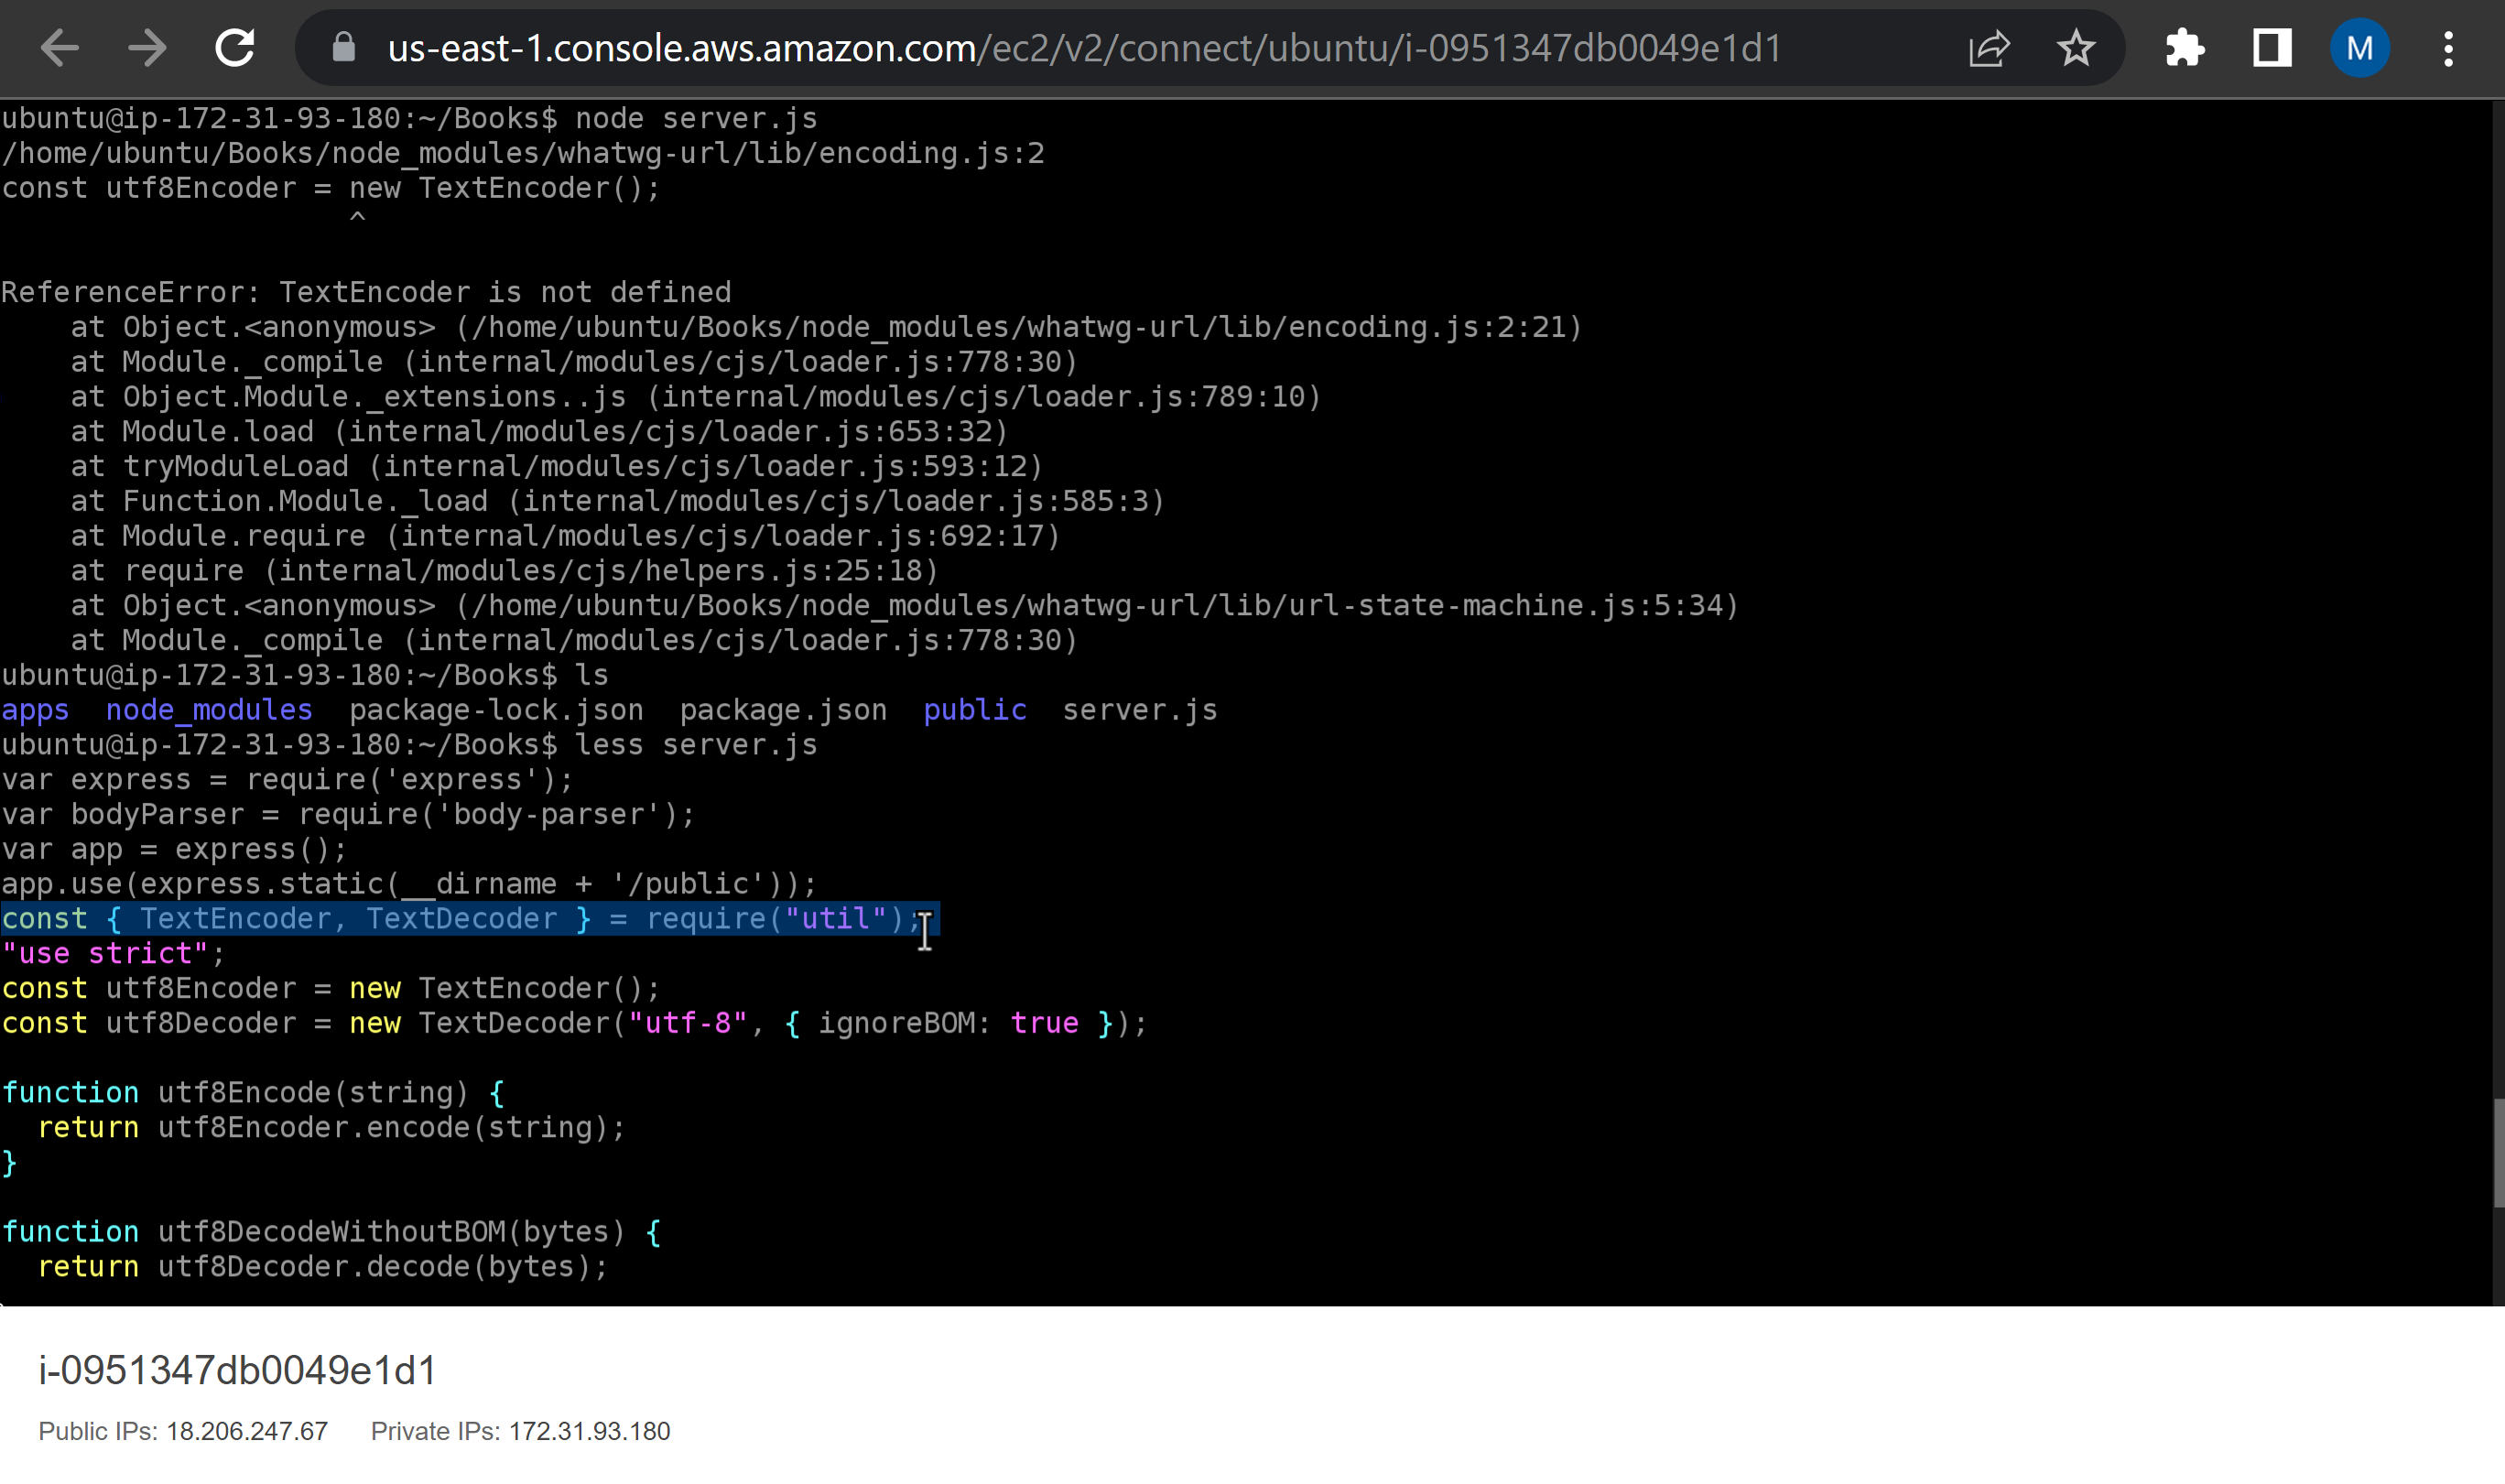 us-east-1.console.aws.amazon.com/ec2/v2/connect/ubuntu/i-0951347db0049e1d1
M
ubuntu@ip-172-31-93-180:~/Books$ node server.js
/home/ubuntu/Books/node_modules/whatwg-url/lib/encoding.js:2
const utf8Encoder = new TextEncoder();
                    ^
ReferenceError: TextEncoder is not defined
    at Object.<anonymous> (/home/ubuntu/Books/node_modules/whatwg-url/lib/encoding.js:2:21)
    at Module._compile (internal/modules/cjs/loader.js:778:30)
    at Object.Module._extensions..js (internal/modules/cjs/loader.js:789:10)
    at Module.load (internal/modules/cjs/loader.js:653:32)
    at tryModuleLoad (internal/modules/cjs/loader.js:593:12)
    at Function.Module._load (internal/modules/cjs/loader.js:585:3)
    at Module.require (internal/modules/cjs/loader.js:692:17)
    at require (internal/modules/cjs/helpers.js:25:18)
    at Object.<anonymous> (/home/ubuntu/Books/node_modules/whatwg-url/lib/url-state-machine.js:5:34)
    at Module._compile (internal/modules/cjs/loader.js:778:30)
ubuntu@ip-172-31-93-180:~/Books$ ls
apps  node_modules  package-lock.json  package.json  public  server.js
ubuntu@ip-172-31-93-180:~/Books$ less server.js
var express = require('express');
var bodyParser = require('body-parser');
var app = express();
app.use(express.static(__dirname + '/public'));
const { TextEncoder, TextDecoder } = require("util");
"use strict";
const utf8Encoder = new TextEncoder();
const utf8Decoder = new TextDecoder("utf-8", { ignoreBOM: true });
function utf8Encode(string) {
  return utf8Encoder.encode(string);
}
function utf8DecodeWithoutBOM(bytes) {
  return utf8Decoder.decode(bytes);
i-0951347db0049e1d1
Public IPs: 18.206.247.67 Private IPs: 172.31.93.180